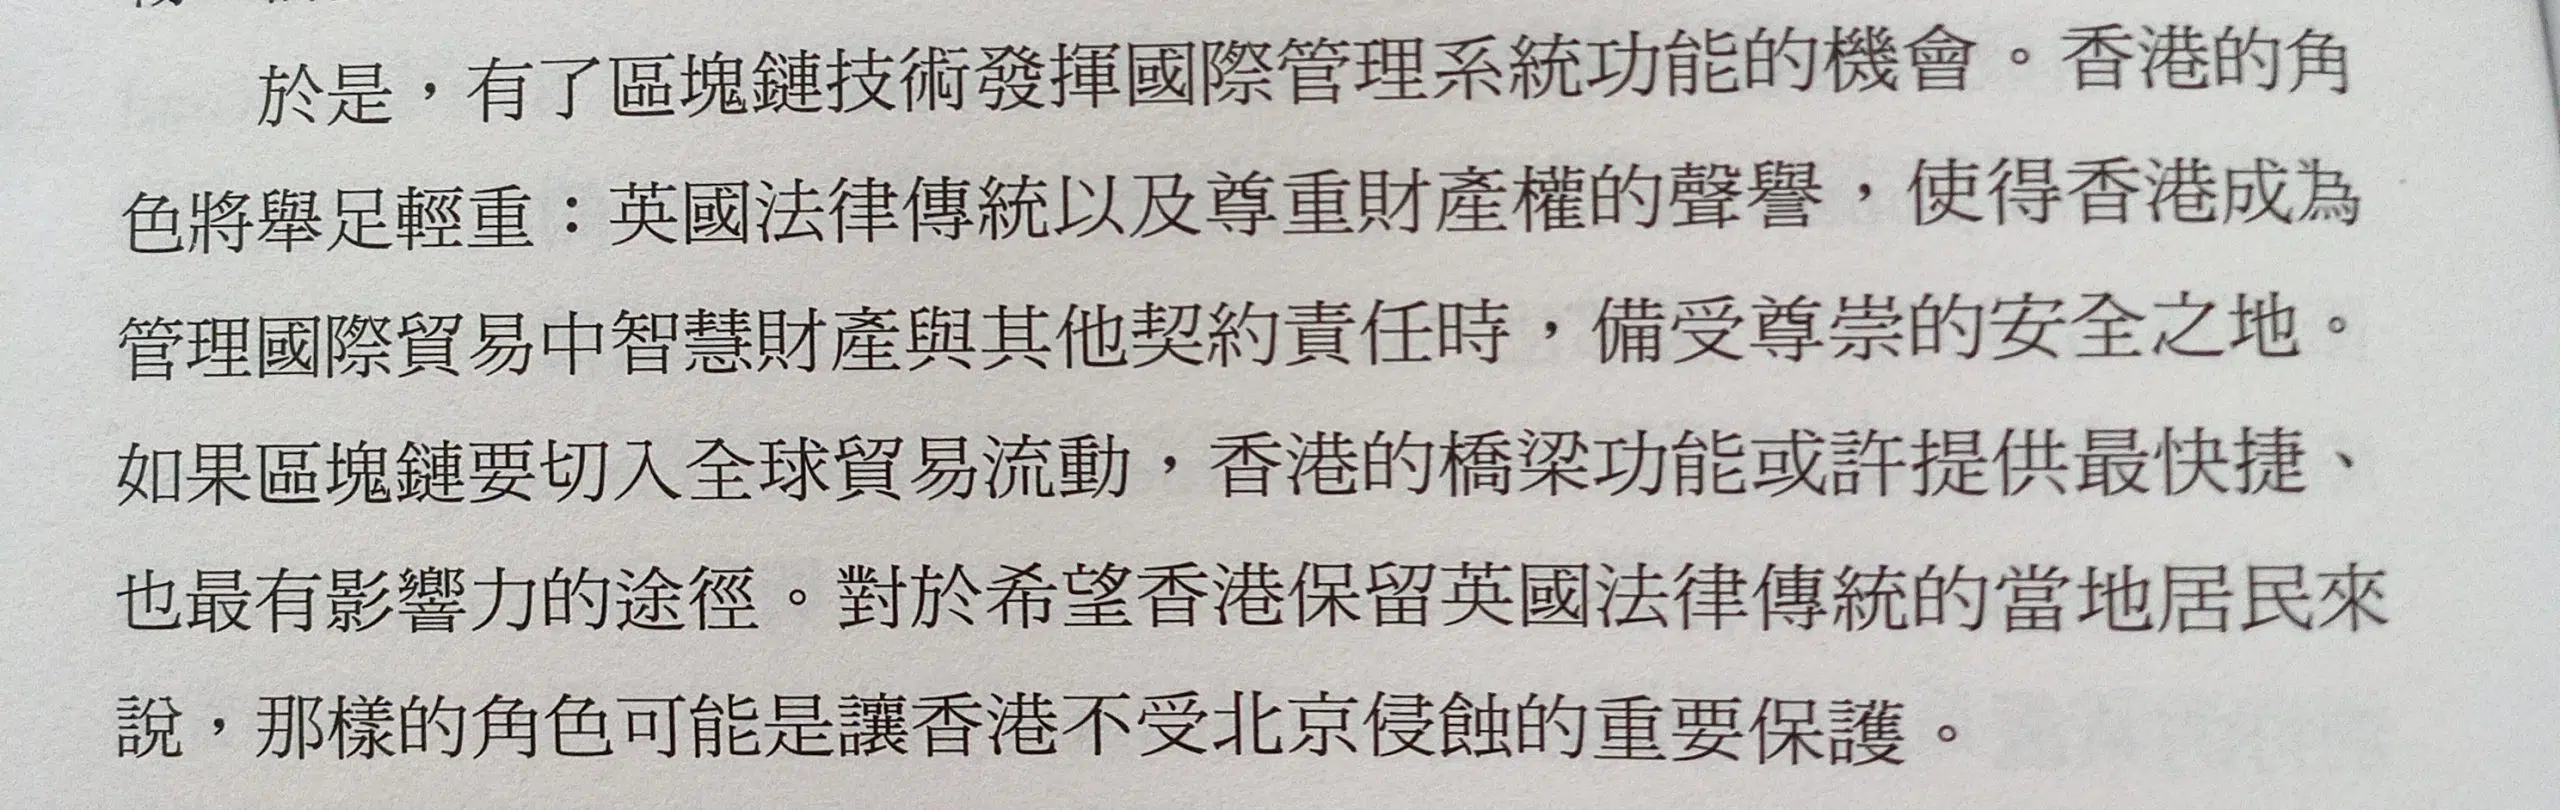 於是，有了區塊鏈技術發揮國際管理系統功能的機會。香港的角
色將舉足輕重：英國法律傳統以及尊重財產權的聲譽，使得香港成為
管理國際貿易中智慧財產與其他契約責任時，備受尊崇的安全之地。
如果區塊鏈要切入全球貿易流動，香港的橋梁功能或許提供最快捷、
也最有影響力的途徑。對於希望香港保留英國法律傳統的當地居民來
說，那樣的角色可能是讓香港不受北京侵蝕的重要保護。